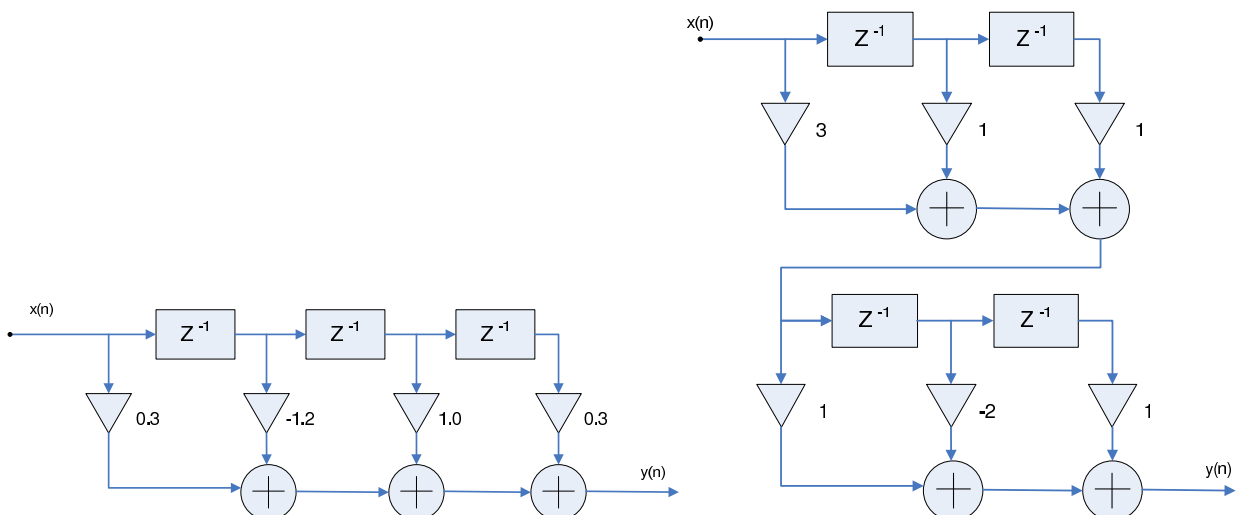 x(n)
Z⁻¹ Z⁻¹
3 1 1
x(n)
Z⁻¹ Z⁻¹ Z⁻¹
0.3 -1.2 1.0 0.3
y(n)
Z⁻¹ Z⁻¹
1 -2 1
y(n)